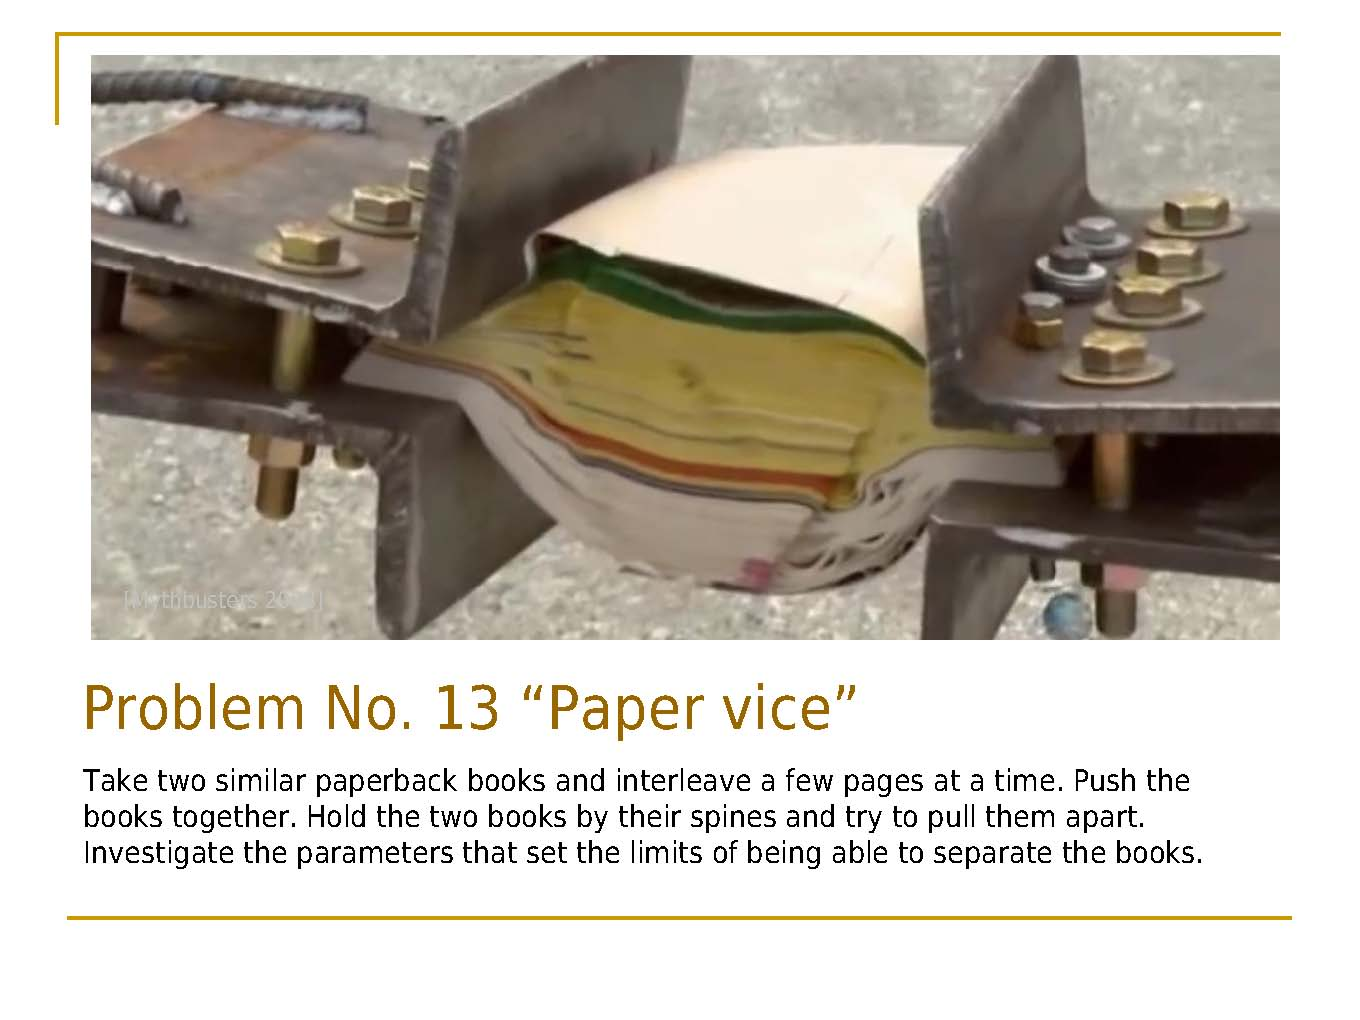 [Mythbusters
Problem No. 13 “Paper vice”
Take two similar paperback books and interleave a few pages at a time. Push the
books together. Hold the two books by their spines and try to pull them apart.
Investigate the parameters that set the limits of being able to separate the books.